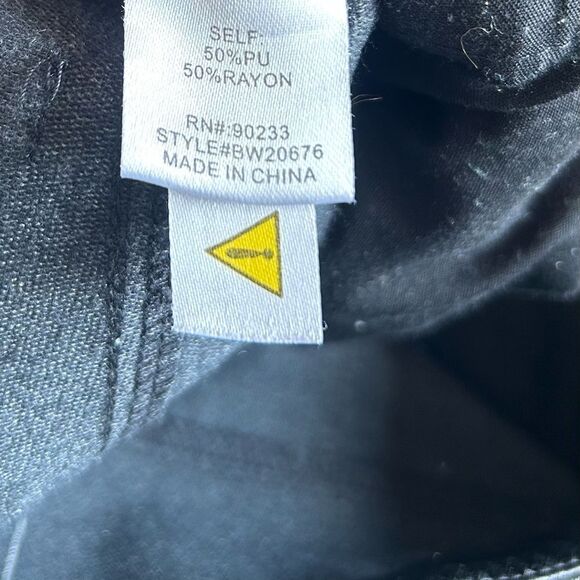 SELF:
50%PU
50%RAYON
RN#:90233
STYLE#BW20676
MADE IN CHINA